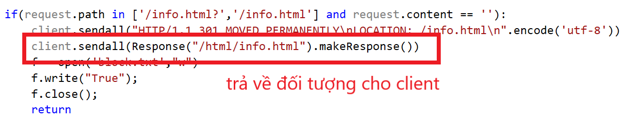 if(request.path in ['/info.html?','/info.html'] and request.content == ''):
client.sendall("HTTP/1.1 301 MOVED PERMANENTLY\nLOCATION: /info.html\n".encode('utf-8'))
client.sendall(Response("/html/info.html").makeResponse())
f = open('block.txt',"w")
f.write("True");
trả về đối tượng cho client
f.close();
return